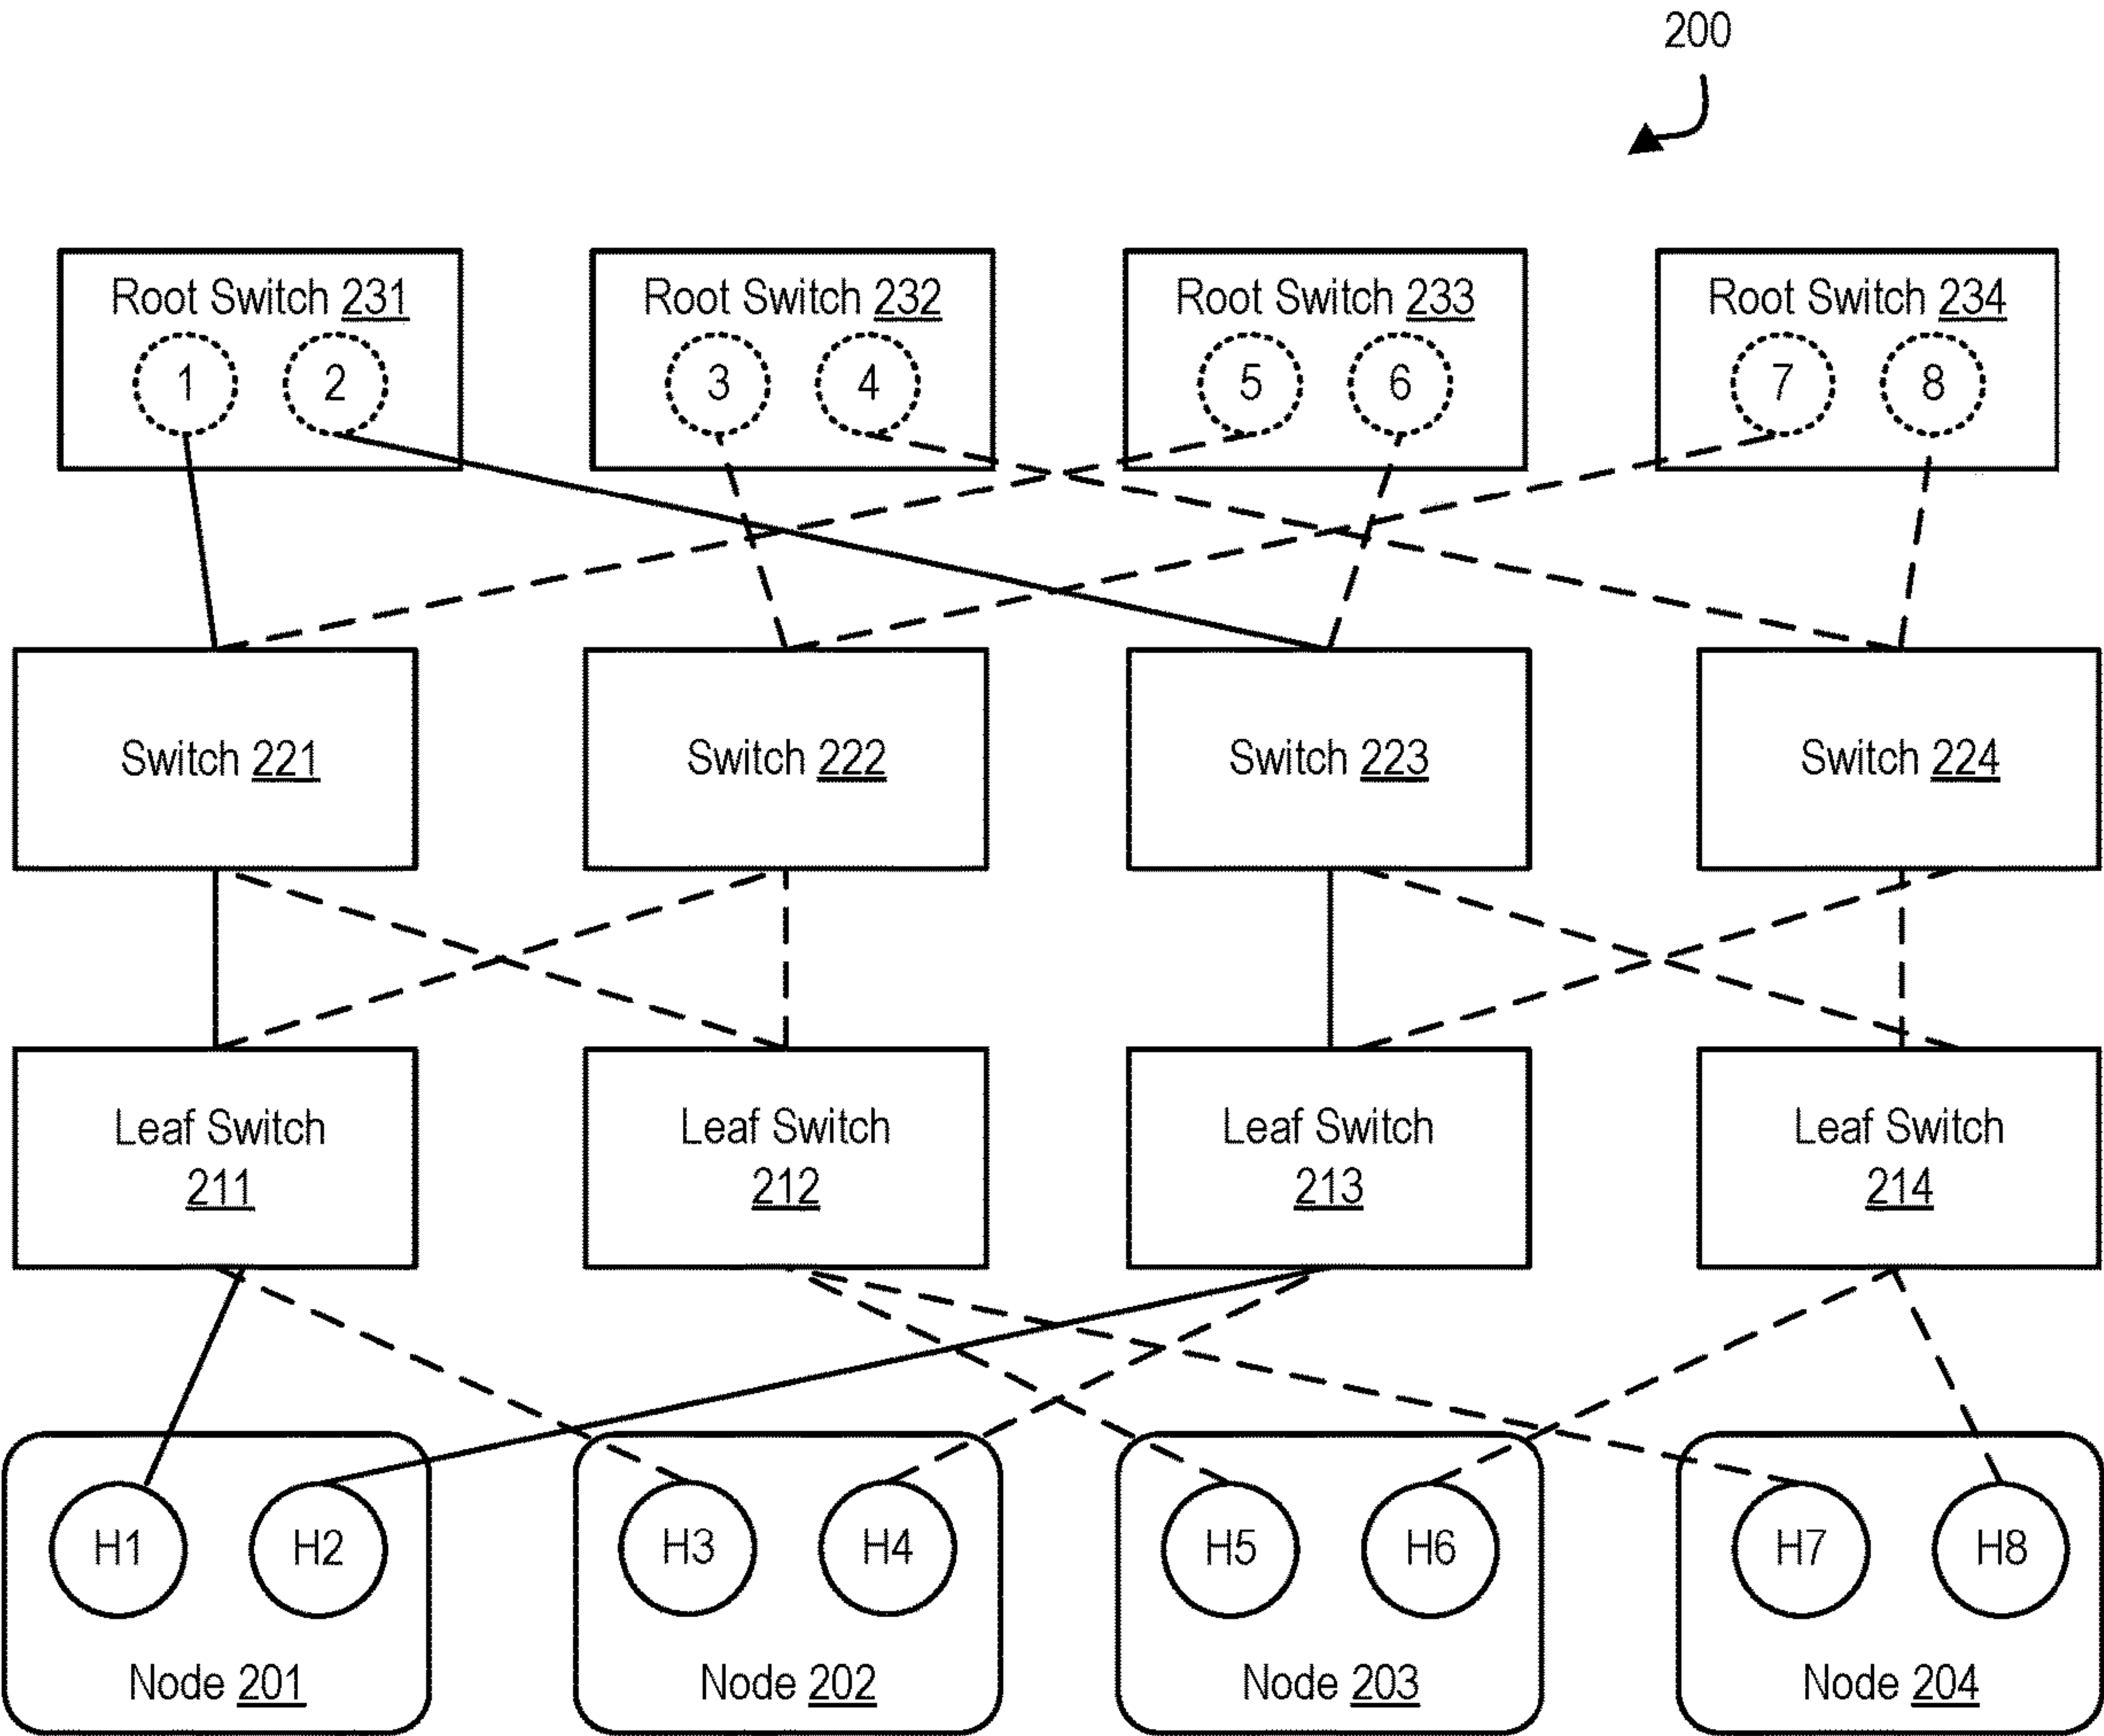 200
Root Switch 231
Root Switch 232
Root Switch 233
Root Switch 234
1
2
3
4
5
6
7
8
Switch 221
Switch 222
Switch 223
Switch 224
Leaf Switch
211
Leaf Switch
212
Leaf Switch
213
Leaf Switch
214
H1
H2
H3
H4
H5
H6
H7
H8
Node 201
Node 202
Node 203
Node 204